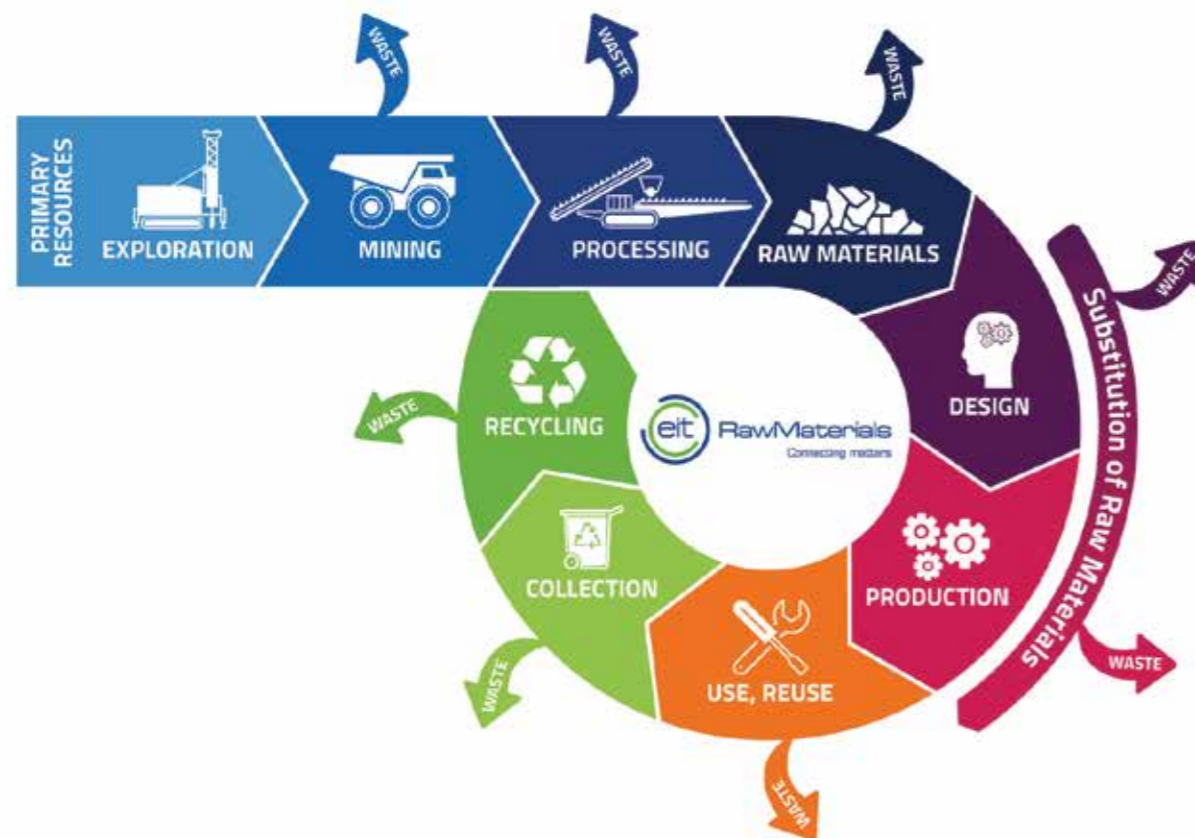 WASTE
WASTE
WASTE
PRIMARY
RESOURCES
EXPLORATION
MINING
PROCESSING
RAW MATERIALS
WASTE
Substitution of Raw Materials
DESIGN
RECYCLING
WASTE
eit RawMaterials
Connecting matters
COLLECTION
PRODUCTION
WASTE
USE, REUSE
WASTE
WASTE